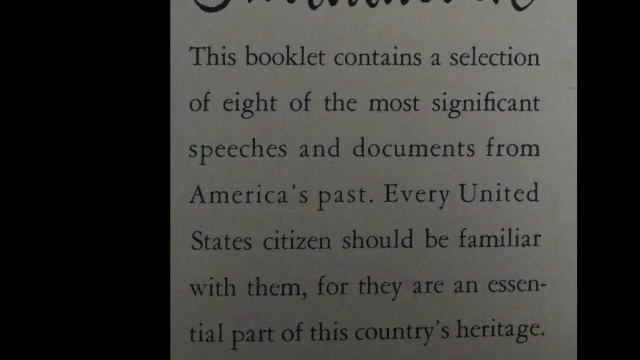 This booklet contains a selection
of eight of the most significant
speeches and documents from
America's past. Every United
States citizen should be familiar
with them, for they are an essen-
tial part of this country's heritage.